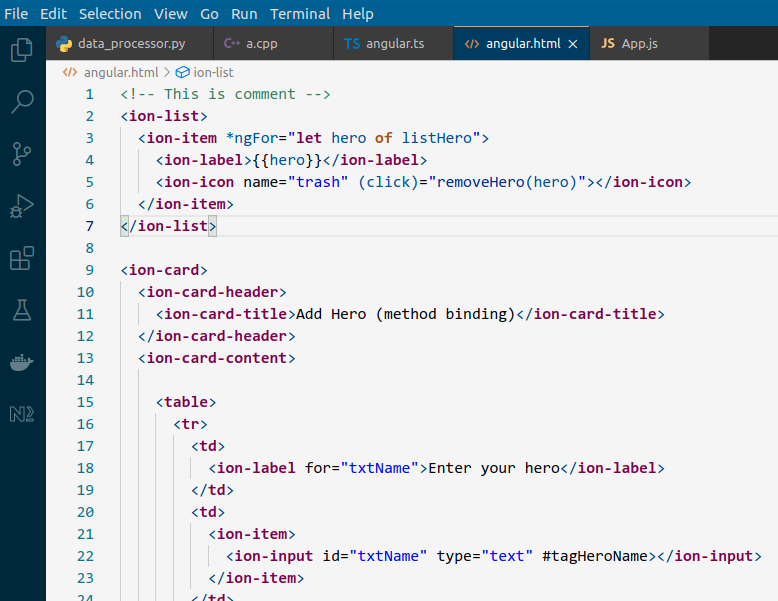 File Edit Selection View Go Run Terminal Help
data_processor.py C++ a.cpp TS angular.ts <> angular.html × JS App.js
<> angular.html > ion-list
1 <!-- This is comment -->
2 <ion-list>
3 <ion-item *ngFor="let hero of listHero">
4 <ion-label>{{hero}}</ion-label>
5 <ion-icon name="trash" (click)="removeHero(hero)"></ion-icon>
6 </ion-item>
7 </ion-list>
8
9 <ion-card>
10 <ion-card-header>
11 <ion-card-title>Add Hero (method binding)</ion-card-title>
12 </ion-card-header>
13 <ion-card-content>
14
15 <table>
16 <tr>
17 <td>
18 <ion-label for="txtName">Enter your hero</ion-label>
19 </td>
20 <td>
21 <ion-item>
22 <ion-input id="txtName" type="text" #tagHeroName></ion-input>
23 </ion-item>
24 </td>